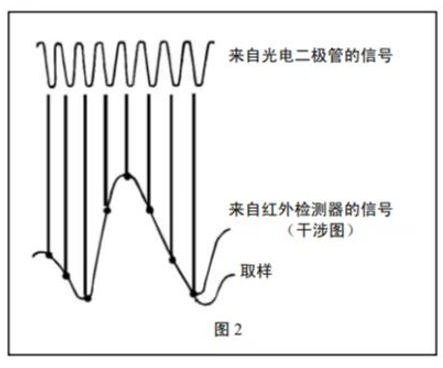 来自光电二极管的信号
来自红外检测器的信号
（干涉图）
取样
图 2